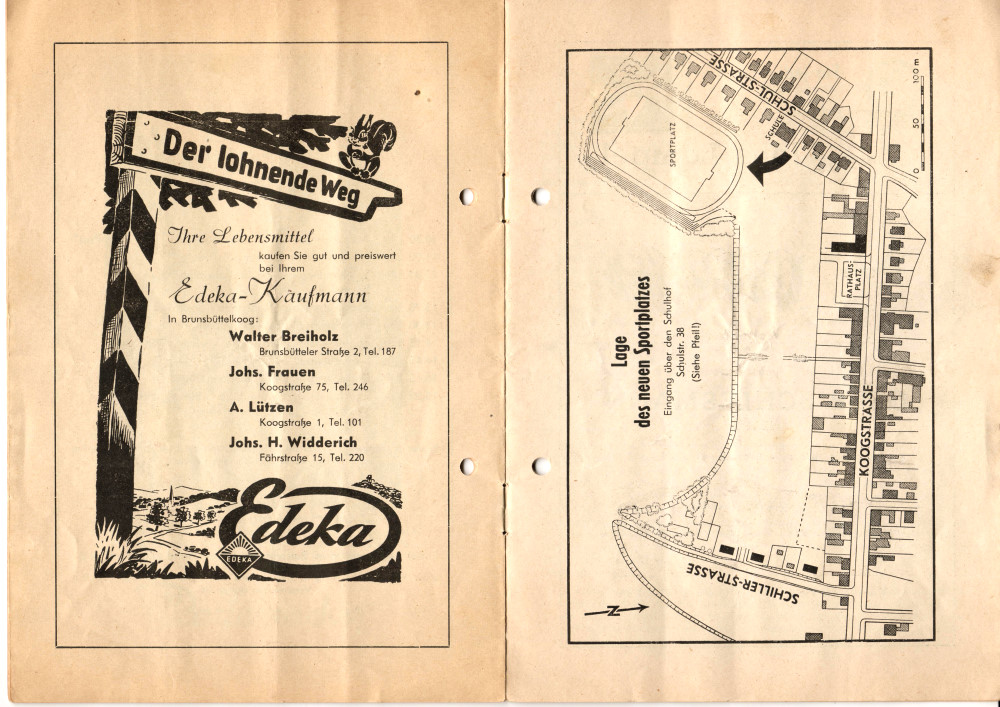 Der lohnende Weg
Ihre Lebensmittel
kaufen Sie gut und preiswert
bei Ihrem
Edeka-Kaufmann
In Brunsbüttelkoog:
Walter Breiholz
Brunsbütteler Straße 2, Tel. 187
Johs. Frauen
Koogstraße 75, Tel. 246
A. Lützen
Koogstraße 1, Tel. 101
Johs. H. Widderich
Fährstraße 15, Tel. 220
Edeka
EDEKA
SCHUL-STRASSE
SCHULE
SPORTPLATZ
0 50 100 m
RATHAUS-
PLATZ
Lage
des neuen Sportplatzes
Eingang über den Schulhof
Schulstr. 38
(Siehe Pfeil!)
KOOGSTRASSE
SCHILLER-STRASSE
N